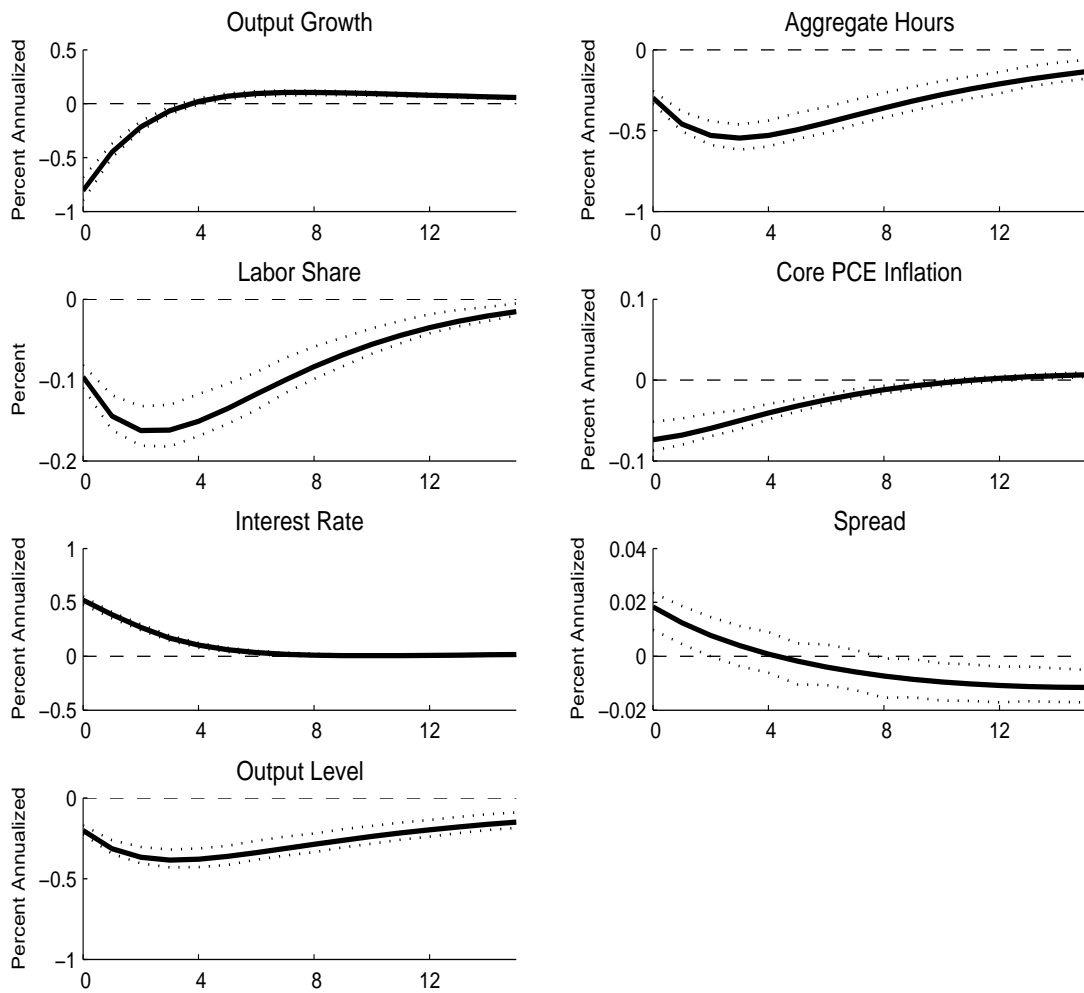 Output Growth
Percent Annualized
0.5
0
−0.5
−1
0 4 8 12
Aggregate Hours
Percent Annualized
0
−0.5
−1
0 4 8 12
Labor Share
Percent
0
−0.1
−0.2
0 4 8 12
Core PCE Inflation
Percent Annualized
0.1
0
−0.1
0 4 8 12
Interest Rate
Percent Annualized
1
0.5
0
−0.5
0 4 8 12
Spread
Percent Annualized
0.04
0.02
0
−0.02
0 4 8 12
Output Level
Percent Annualized
0
−0.5
−1
0 4 8 12